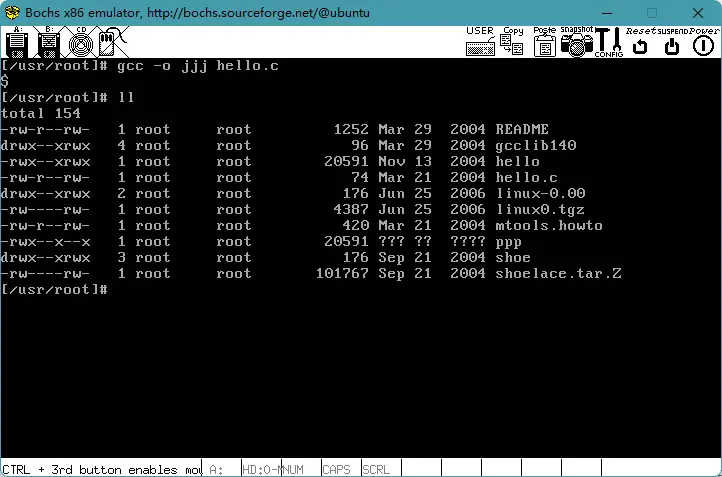 Bochs x86 emulator, http://bochs.sourceforge.net/@ubuntu
A: B: CD USER Copy Paste snapshot CONFIG Reset SUSPEND Power
[/usr/root]# gcc -o jjj hello.c
$
[/usr/root]# ll
total 154
-rw-r--rw-   1 root     root         1252 Mar 29  2004 README
drwx--xrwx   4 root     root           96 Mar 29  2004 gcclib140
-rwx--xrwx   1 root     root        20591 Nov 13  2004 hello
-rw-r--rw-   1 root     root           74 Mar 21  2004 hello.c
drwx--xrwx   2 root     root          176 Jun 25  2006 linux-0.00
-rw----rw-   1 root     root         4387 Jun 25  2006 linux0.tgz
-rw-r--rw-   1 root     root          420 Mar 21  2004 mtools.howto
-rwx--x--x   1 root     root        20591 ??? ??  ???? ppp
drwx--xrwx   3 root     root          176 Sep 21  2004 shoe
-rw----rw-   1 root     root       101767 Sep 21  2004 shoelace.tar.Z
[/usr/root]#
CTRL + 3rd button enables mou A: HD:0-M NUM CAPS SCRL